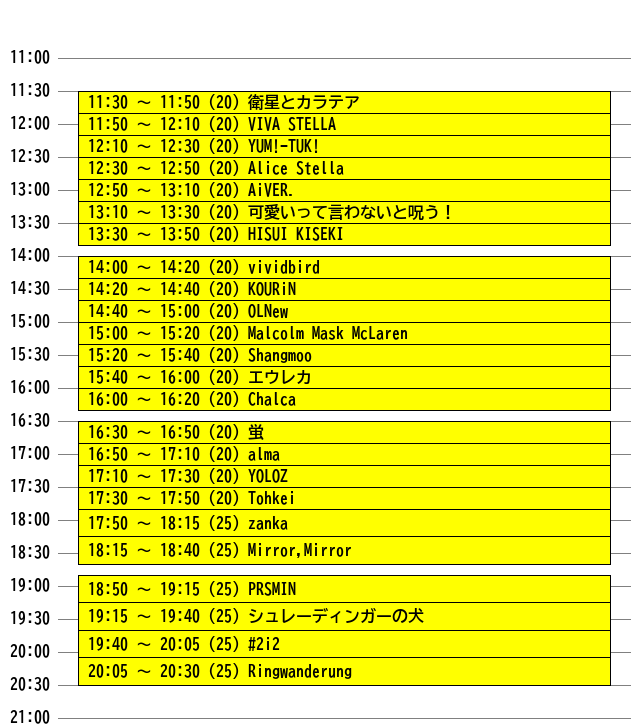 11:00
11:30
11:30 ～ 11:50 (20) 衛星とカラテア
12:00
11:50 ～ 12:10 (20) VIVA STELLA
12:10 ～ 12:30 (20) YUM!-TUK!
12:30
12:30 ～ 12:50 (20) Alice Stella
13:00
12:50 ～ 13:10 (20) AiVER.
13:10 ～ 13:30 (20) 可愛いって言わないと呪う！
13:30
13:30 ～ 13:50 (20) HISUI KISEKI
14:00
14:00 ～ 14:20 (20) vividbird
14:30
14:20 ～ 14:40 (20) KOURiN
14:40 ～ 15:00 (20) OLNew
15:00
15:00 ～ 15:20 (20) Malcolm Mask McLaren
15:30
15:20 ～ 15:40 (20) Shangmoo
15:40 ～ 16:00 (20) エウレカ
16:00
16:00 ～ 16:20 (20) Chalca
16:30
16:30 ～ 16:50 (20) 蛍
17:00
16:50 ～ 17:10 (20) alma
17:10 ～ 17:30 (20) YOLOZ
17:30
17:30 ～ 17:50 (20) Tohkei
18:00
17:50 ～ 18:15 (25) zanka
18:30
18:15 ～ 18:40 (25) Mirror,Mirror
19:00
18:50 ～ 19:15 (25) PRSMIN
19:30
19:15 ～ 19:40 (25) シュレーディンガーの犬
20:00
19:40 ～ 20:05 (25) #2i2
20:05 ～ 20:30 (25) Ringwanderung
20:30
21:00